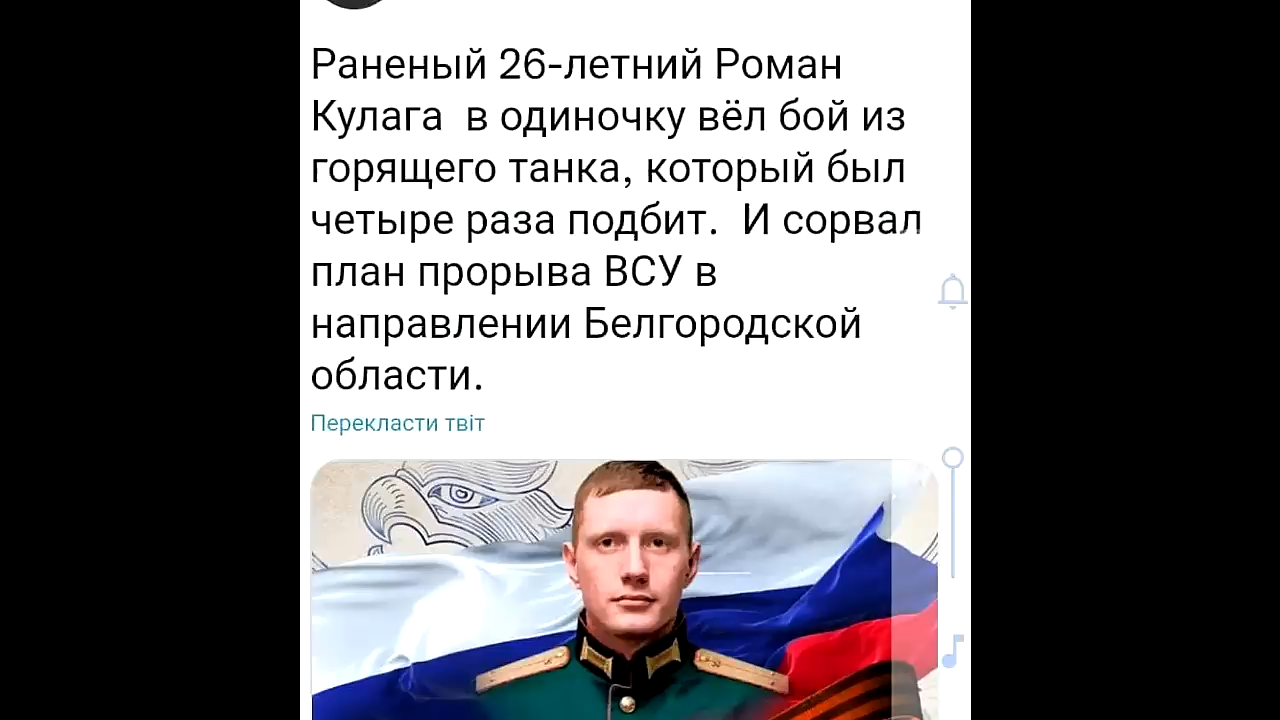 Раненый 26-летний Роман
Кулага в одиночку вёл бой из
горящего танка, который был
четыре раза подбит. И сорвал
план прорыва ВСУ в
направлении Белгородской
области.
Перекласти твіт